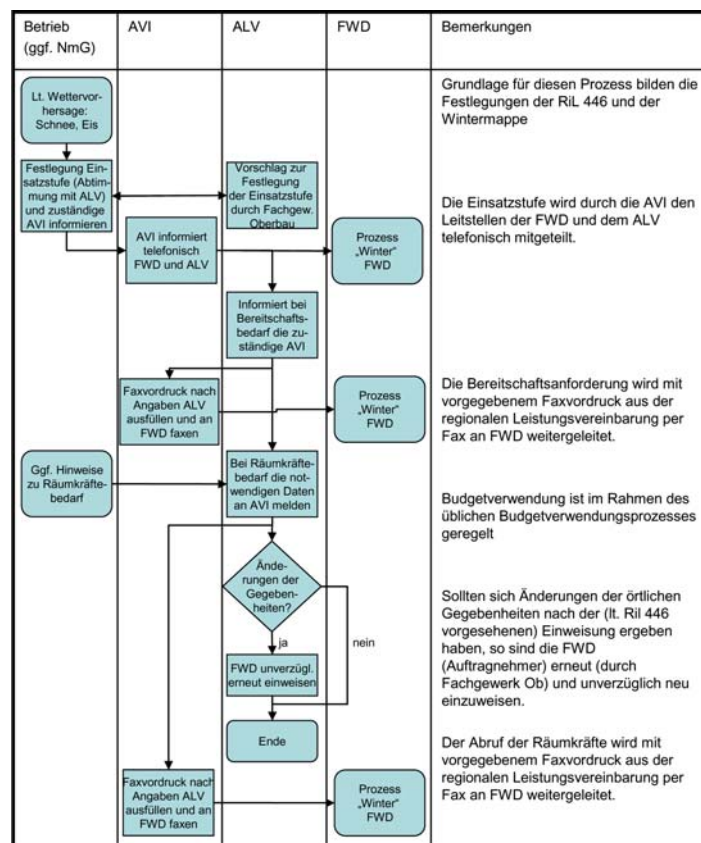 Betrieb
(ggf. NmG)
AVI
ALV
FWD
Bemerkungen
Lt. Wettervor-
hersage:
Schnee, Eis
Grundlage für diesen Prozess bilden die
Festlegungen der RiL 446 und der
Wintermappe
Festlegung Ein-
satzstufe (Abtim-
mung mit ALV)
und zuständige
AVI informieren
Vorschlag zur
Festlegung
der Einsatzstufe
durch Fachgew.
Oberbau
Die Einsatzstufe wird durch die AVI den
Leitstellen der FWD und dem ALV
telefonisch mitgeteilt.
AVI informiert
telefonisch
FWD und ALV
Prozess
„Winter“
FWD
Informiert bei
Bereitschafts-
bedarf die zu-
ständige AVI
Faxvordruck nach
Angaben ALV
ausfüllen und an
FWD faxen
Prozess
„Winter“
FWD
Die Bereitschaftsanforderung wird mit
vorgegebenem Faxvordruck aus der
regionalen Leistungsvereinbarung per
Fax an FWD weitergeleitet.
Ggf. Hinweise
zu Räumkräfte-
bedarf
Bei Räumkräfte-
bedarf die not-
wendigen Daten
an AVI melden
Budgetverwendung ist im Rahmen des
üblichen Budgetverwendungsprozesses
geregelt
Ände-
rungen der
Gegeben-
heiten?
ja
nein
Sollten sich Änderungen der örtlichen
Gegebenheiten nach der (lt. Ril 446
vorgesehenen) Einweisung ergeben
haben, so sind die FWD
(Auftragnehmer) erneut (durch
Fachgewerk Ob) und unverzüglich neu
einzuweisen.
FWD unverzügl.
erneut einweisen
Ende
Der Abruf der Räumkräfte wird mit
vorgegebenem Faxvordruck aus der
regionalen Leistungsvereinbarung per
Fax an FWD weitergeleitet.
Faxvordruck nach
Angaben ALV
ausfüllen und an
FWD faxen
Prozess
„Winter“
FWD